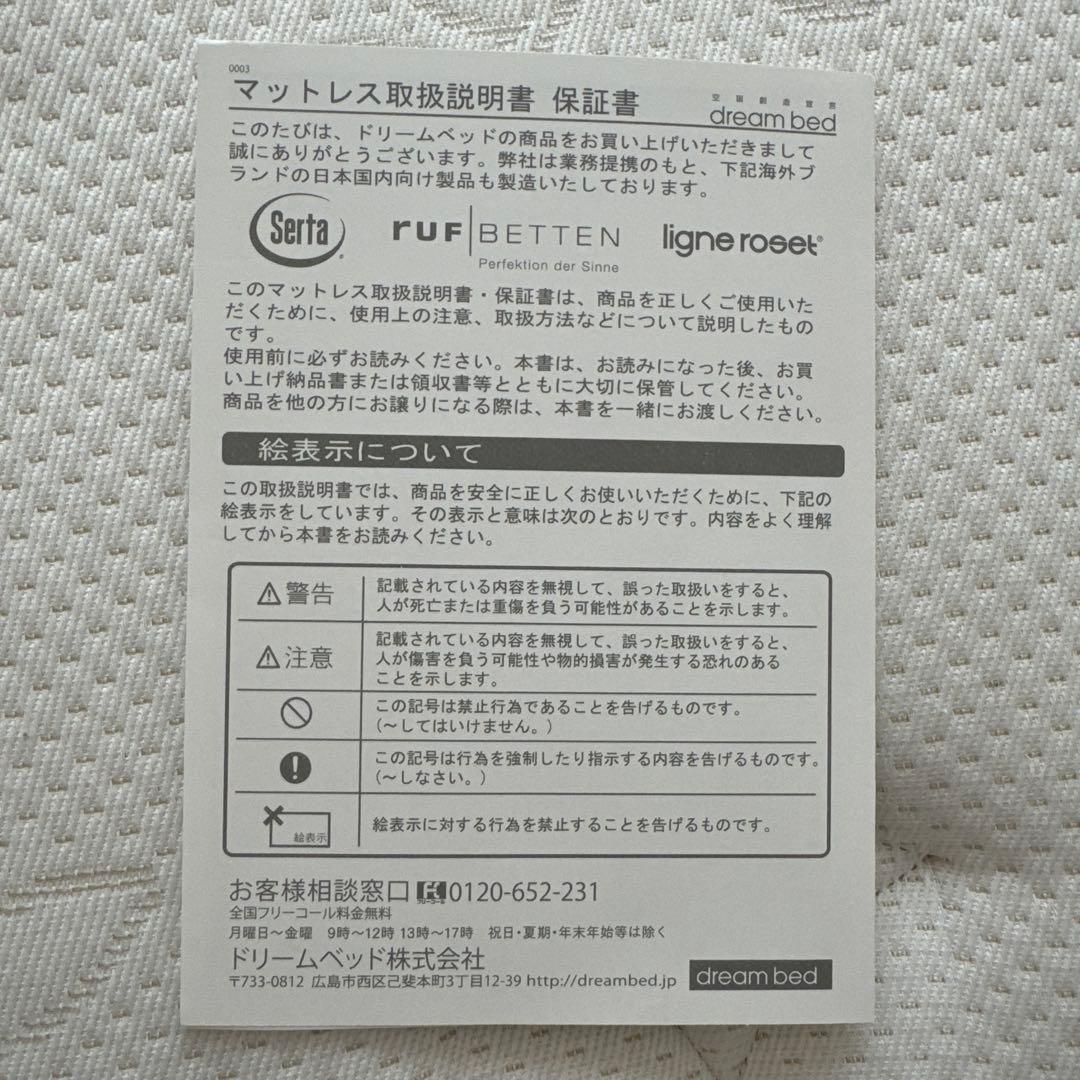 0003
マットレス取扱説明書 保証書
空環創造宣言
dream bed
このたびは、ドリームベッドの商品をお買い上げいただきまして
誠にありがとうございます。弊社は業務提携のもと、下記海外ブ
ランドの日本国内向け製品も製造いたしております。
Serta®
ruf|BETTEN
Perfektion der Sinne
ligne roset®
このマットレス取扱説明書・保証書は、商品を正しくご使用いた
だくために、使用上の注意、取扱方法などについて説明したもの
です。
使用前に必ずお読みください。本書は、お読みになった後、お買
い上げ納品書または領収書等とともに大切に保管してください。
商品を他の方にお譲りになる際は、本書を一緒にお渡しください。
絵表示について
この取扱説明書では、商品を安全に正しくお使いいただくために、下記の
絵表示をしています。その表示と意味は次のとおりです。内容をよく理解
してから本書をお読みください。
⚠警告
記載されている内容を無視して、誤った取扱いをすると、
人が死亡または重傷を負う可能性があることを示します。
⚠注意
記載されている内容を無視して、誤った取扱いをすると、
人が傷害を負う可能性や物的損害が発生する恐れのある
ことを示します。
この記号は禁止行為であることを告げるものです。
(〜してはいけません。)
この記号は行為を強制したり指示する内容を告げるものです。
(〜しなさい。)
絵表示
絵表示に対する行為を禁止することを告げるものです。
お客様相談窓口 0120-652-231
全国フリーコール料金無料
月曜日〜金曜 9時〜12時 13時〜17時 祝日・夏期・年末年始等は除く
ドリームベッド株式会社
〒733-0812 広島市西区己斐本町3丁目12-39 http://dreambed.jp
dream bed